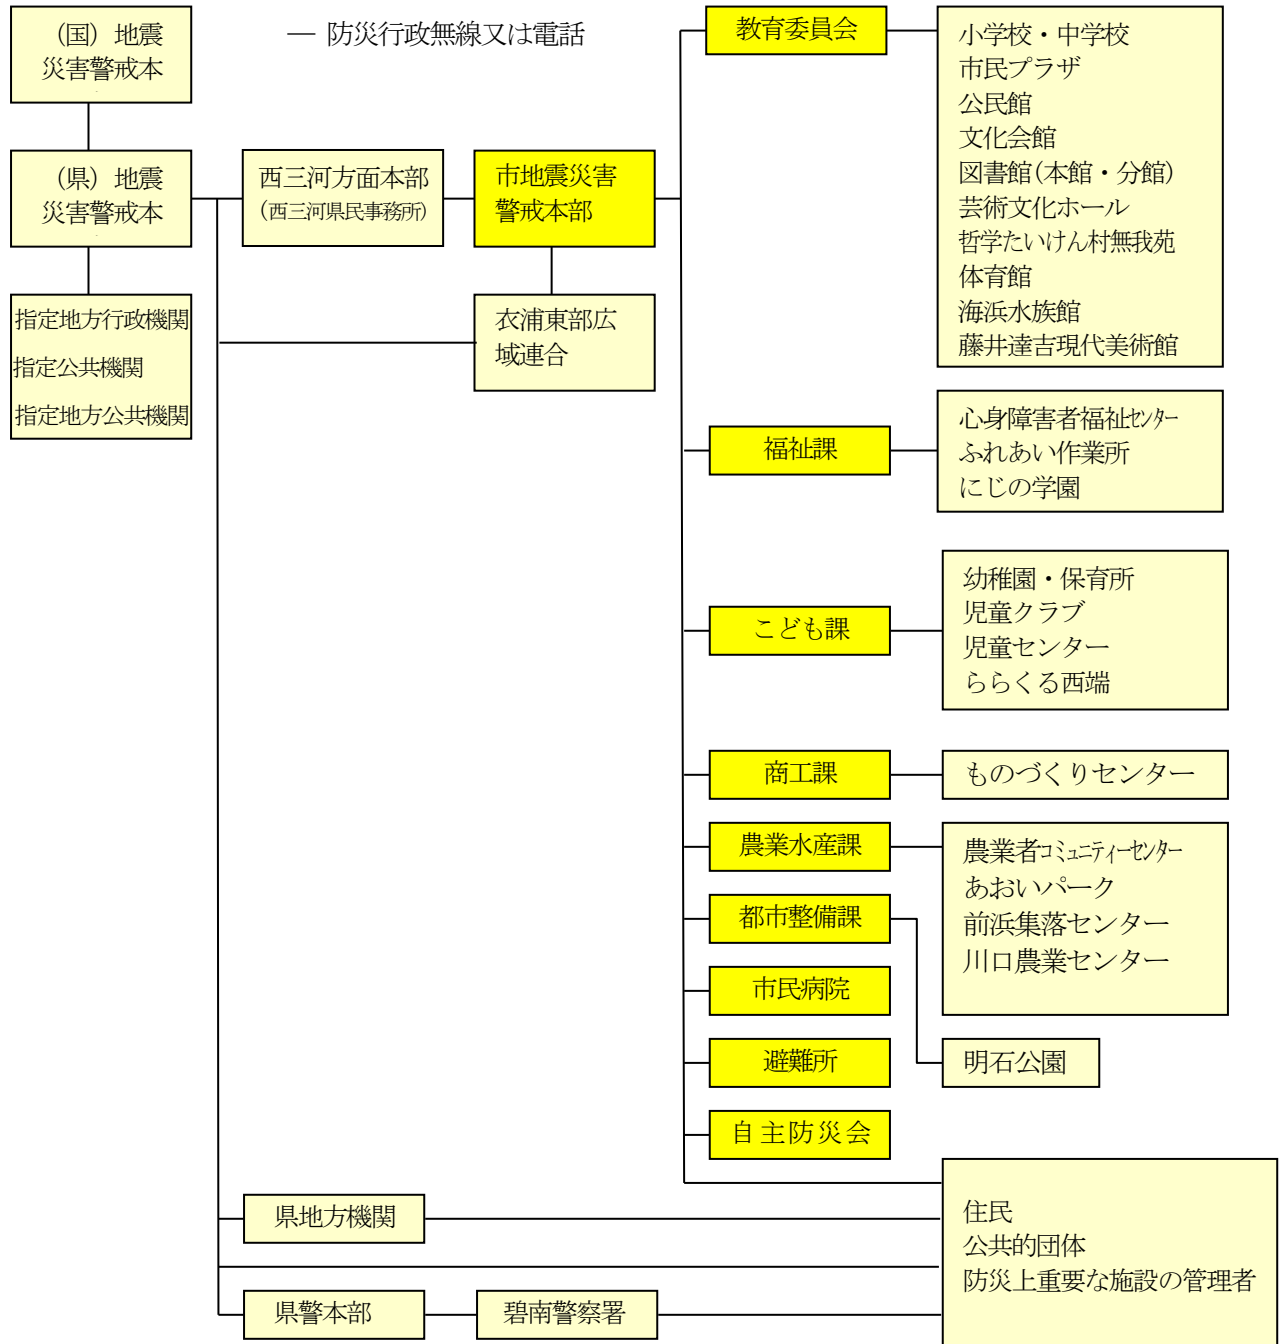 (国)地震
災害警戒本
― 防災行政無線又は電話
(県)地震
災害警戒本
指定地方行政機関
指定公共機関
指定地方公共機関
西三河方面本部
(西三河県民事務所)
市地震災害
警戒本部
衣浦東部広
域連合
教育委員会
小学校・中学校
市民プラザ
公民館
文化会館
図書館(本館・分館)
芸術文化ホール
哲学たいけん村無我苑
体育館
海浜水族館
藤井達吉現代美術館
福祉課
心身障害者福祉センター
ふれあい作業所
にじの学園
こども課
幼稚園・保育所
児童クラブ
児童センター
ららくる西端
商工課
ものづくりセンター
農業水産課
農業者コミュニティーセンター
あおいパーク
前浜集落センター
川口農業センター
都市整備課
市民病院
避難所
明石公園
自主防災会
県地方機関
県警本部
碧南警察署
住民
公共的団体
防災上重要な施設の管理者